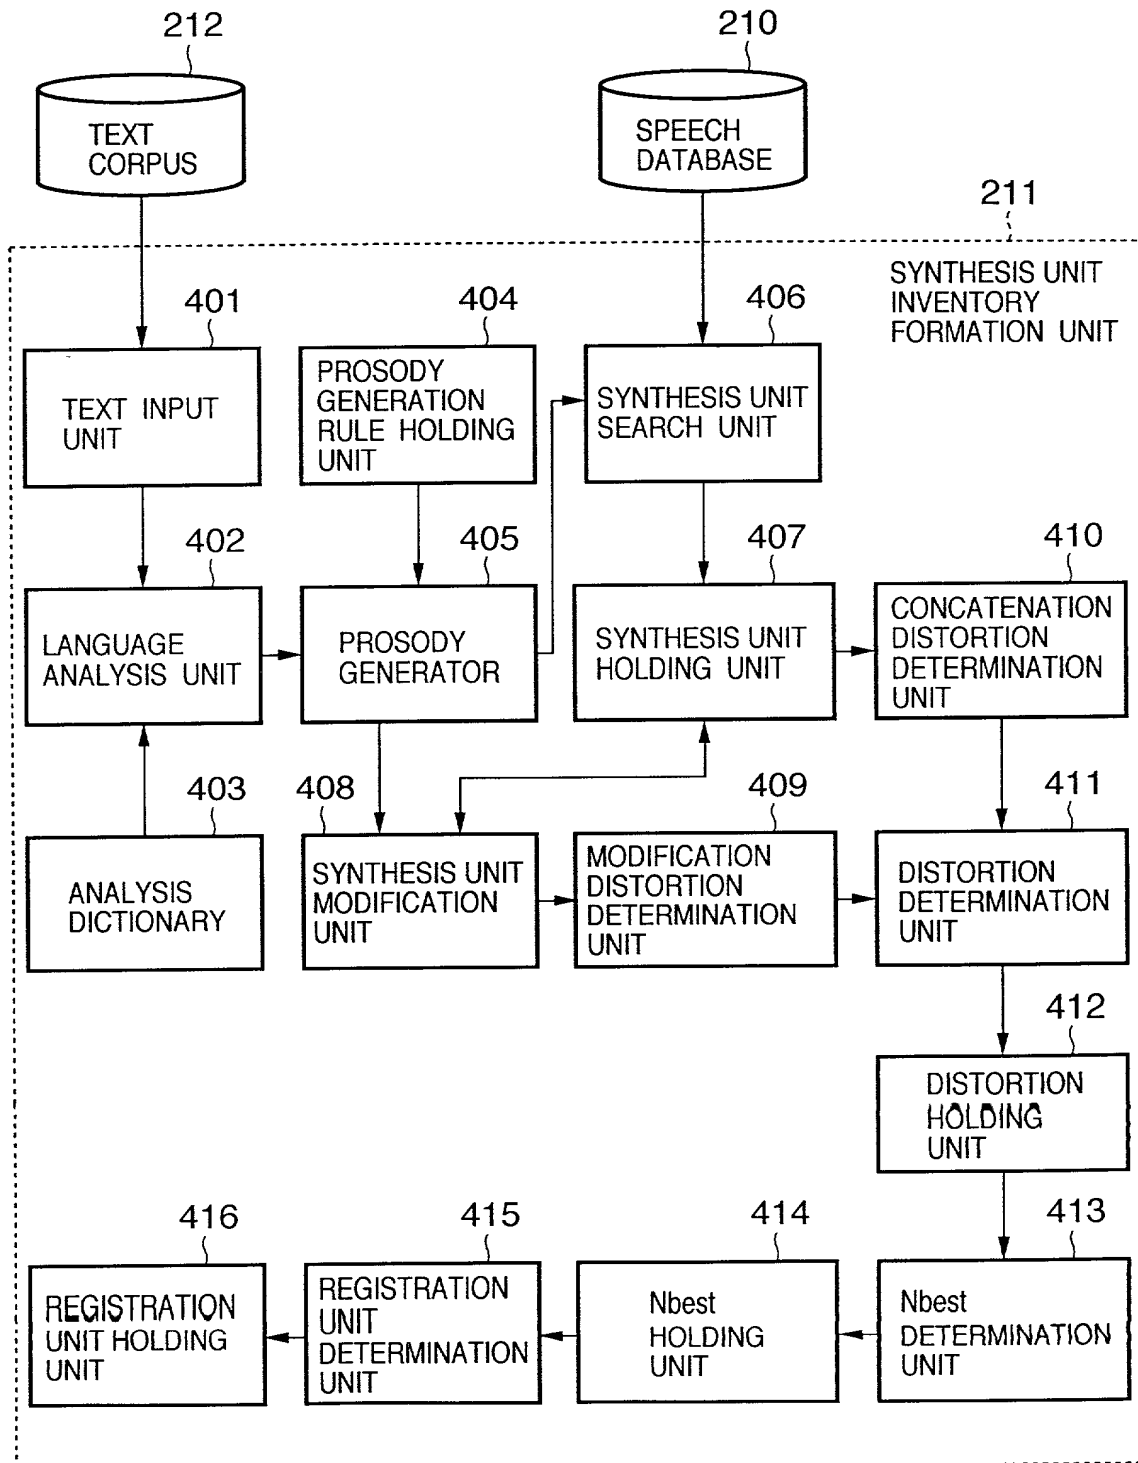 212
210
TEXT
CORPUS
SPEECH
DATABASE
211
SYNTHESIS UNIT
INVENTORY
FORMATION UNIT
401
404
406
TEXT INPUT
UNIT
PROSODY
GENERATION
RULE HOLDING
UNIT
SYNTHESIS UNIT
SEARCH UNIT
402
405
407
410
LANGUAGE
ANALYSIS UNIT
PROSODY
GENERATOR
SYNTHESIS UNIT
HOLDING UNIT
CONCATENATION
DISTORTION
DETERMINATION
UNIT
403
408
409
411
ANALYSIS
DICTIONARY
SYNTHESIS UNIT
MODIFICATION
UNIT
MODIFICATION
DISTORTION
DETERMINATION
UNIT
DISTORTION
DETERMINATION
UNIT
412
DISTORTION
HOLDING
UNIT
416
415
414
413
REGISTRATION
UNIT HOLDING
UNIT
REGISTRATION
UNIT
DETERMINATION
UNIT
Nbest
HOLDING
UNIT
Nbest
DETERMINATION
UNIT